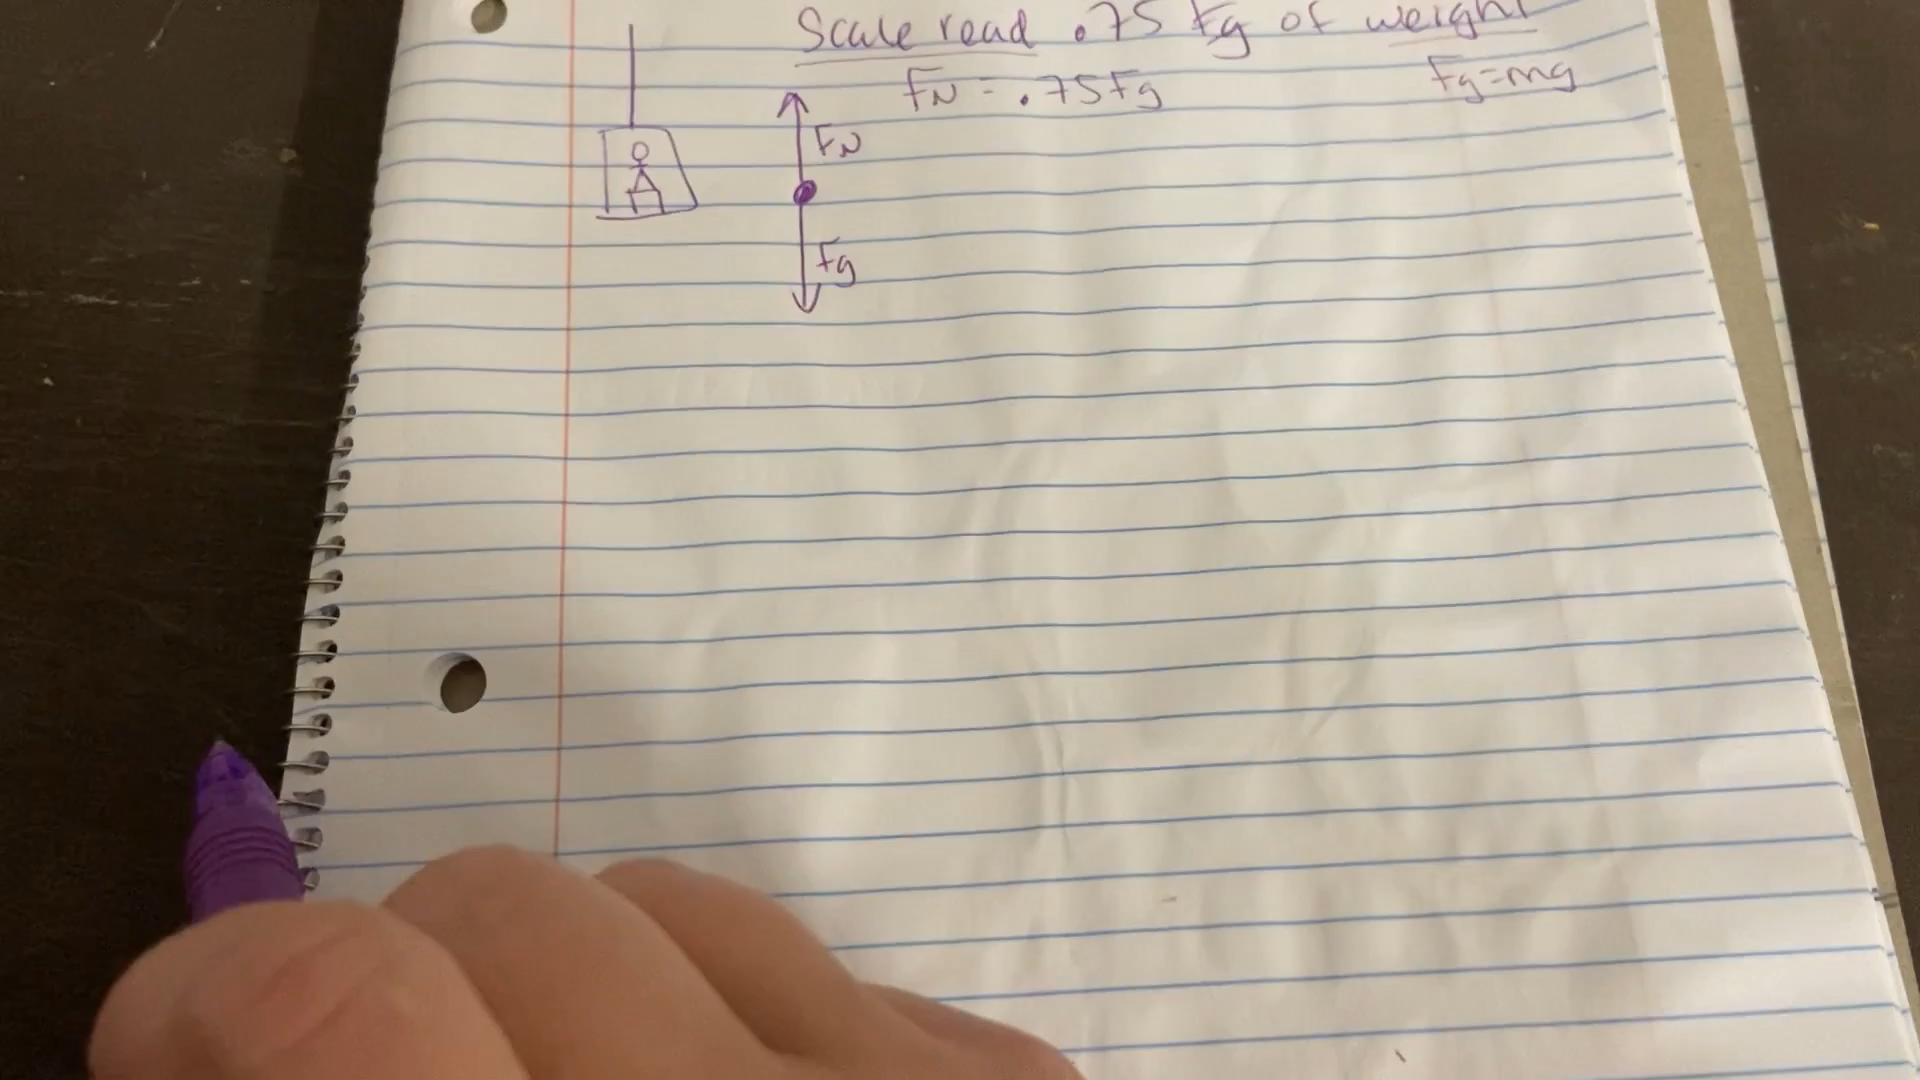 Scale read .75 Fg of weight
FN = .75Fg
Fg=mg
FN
Fg